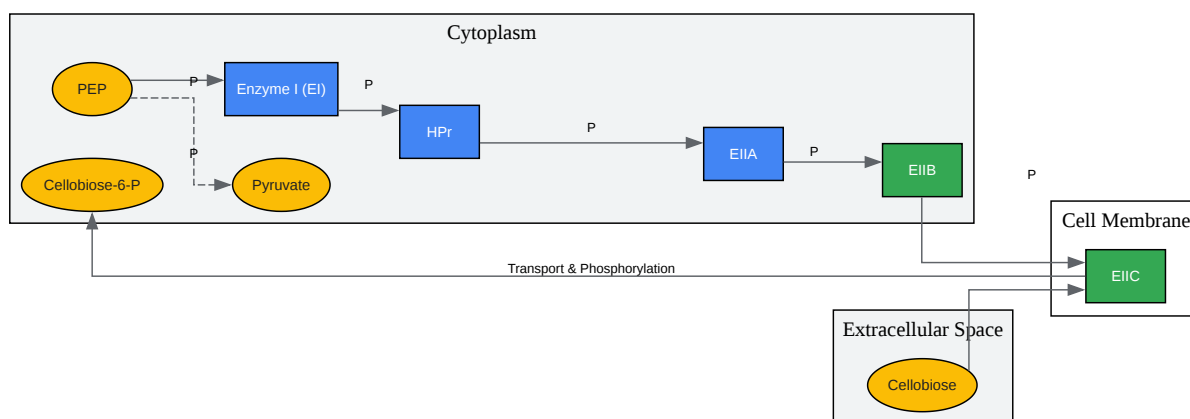 Cytoplasm
PEP
P
Enzyme I (EI)
P
HPr
P
EIIA
P
EIIB
P
P
Cellobiose-6-P
Pyruvate
Cell Membrane
EIIC
Transport & Phosphorylation
Extracellular Space
Cellobiose